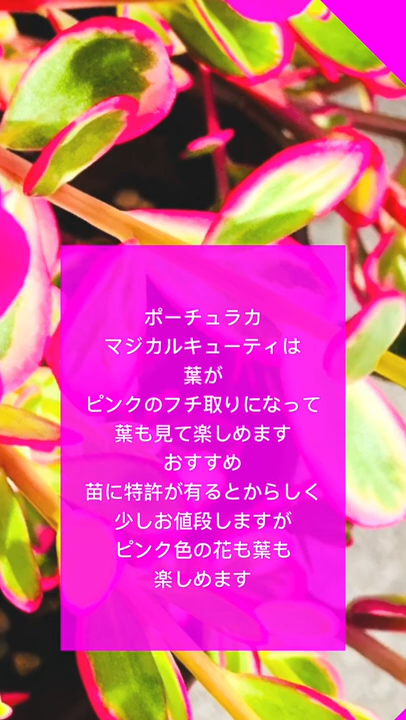 ポーチュラカ
マジカルキューティは
葉が
ピンクのフチ取りになって
葉も見て楽しめます
おすすめ
苗に特許が有るとからしく
少しお値段しますが
ピンク色の花も葉も
楽しめます